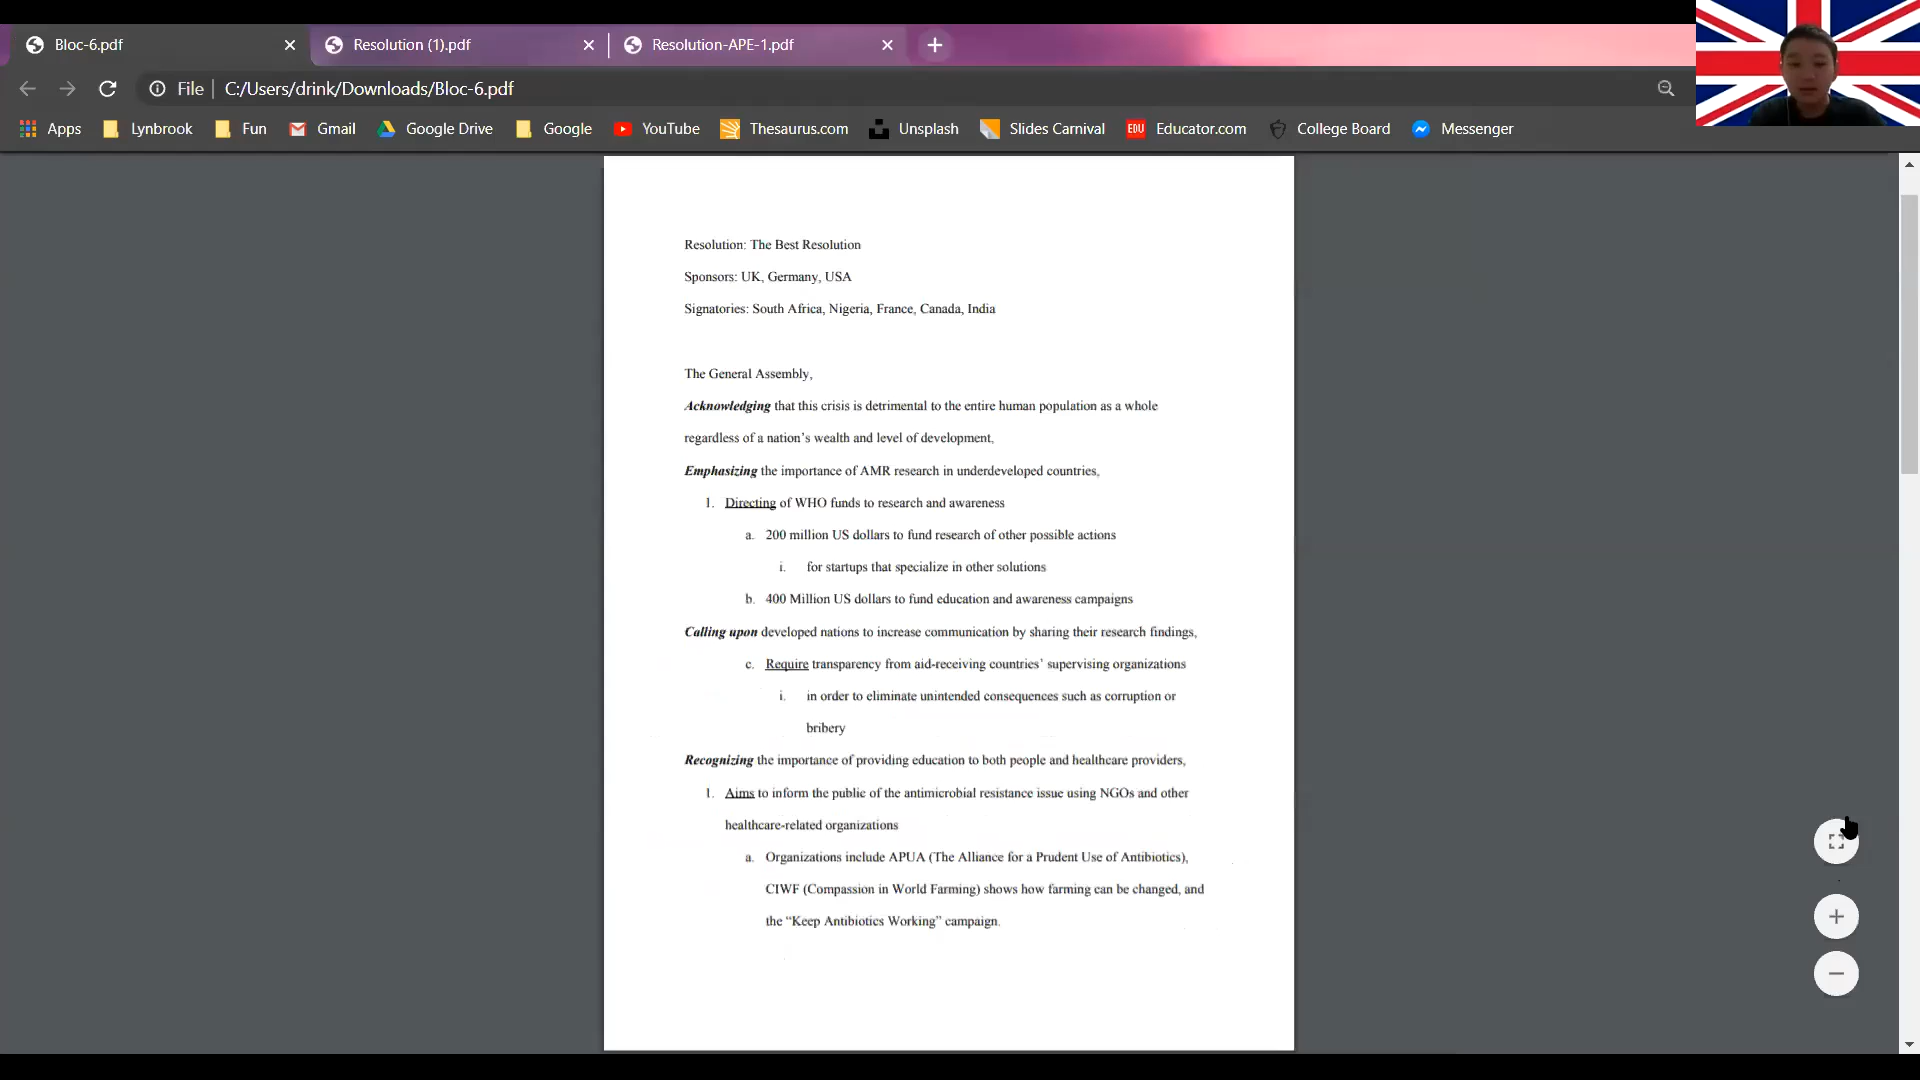 Bloc-6.pdf
Resolution (1).pdf
Resolution-APE-1.pdf
File
C:/Users/drink/Downloads/Bloc-6.pdf
Apps
Lynbrook
Fun
Gmail
Google Drive
Google
YouTube
Thesaurus.com
Unsplash
Slides Carnival
EDU
Educator.com
College Board
Messenger
Resolution: The Best Resolution
Sponsors: UK, Germany, USA
Signatories: South Africa, Nigeria, France, Canada, India
The General Assembly,
Acknowledging that this crisis is detrimental to the entire human population as a whole
regardless of a nation’s wealth and level of development,
Emphasizing the importance of AMR research in underdeveloped countries,
1. Directing of WHO funds to research and awareness
a. 200 million US dollars to fund research of other possible actions
i. for startups that specialize in other solutions
b. 400 Million US dollars to fund education and awareness campaigns
Calling upon developed nations to increase communication by sharing their research findings,
c. Require transparency from aid-receiving countries’ supervising organizations
i. in order to eliminate unintended consequences such as corruption or
bribery
Recognizing the importance of providing education to both people and healthcare providers,
1. Aims to inform the public of the antimicrobial resistance issue using NGOs and other
healthcare-related organizations
a. Organizations include APUA (The Alliance for a Prudent Use of Antibiotics),
CIWF (Compassion in World Farming) shows how farming can be changed, and
the “Keep Antibiotics Working” campaign.